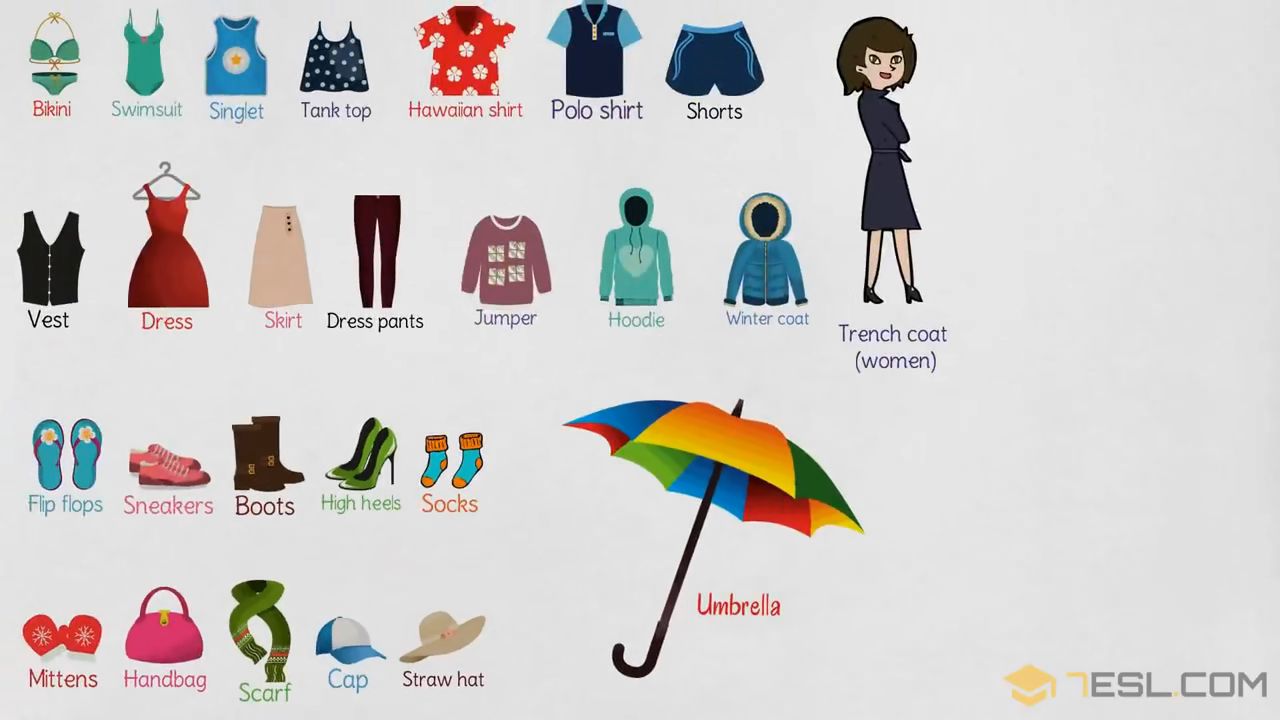 Bikini
Swimsuit
Singlet
Tank top
Hawaiian shirt
Polo shirt
Shorts
Vest
Dress
Skirt
Dress pants
Jumper
Hoodie
Winter coat
Trench coat
(women)
Flip flops
Sneakers
Boots
High heels
Socks
Umbrella
Mittens
Handbag
Scarf
Cap
Straw hat
7ESL.COM